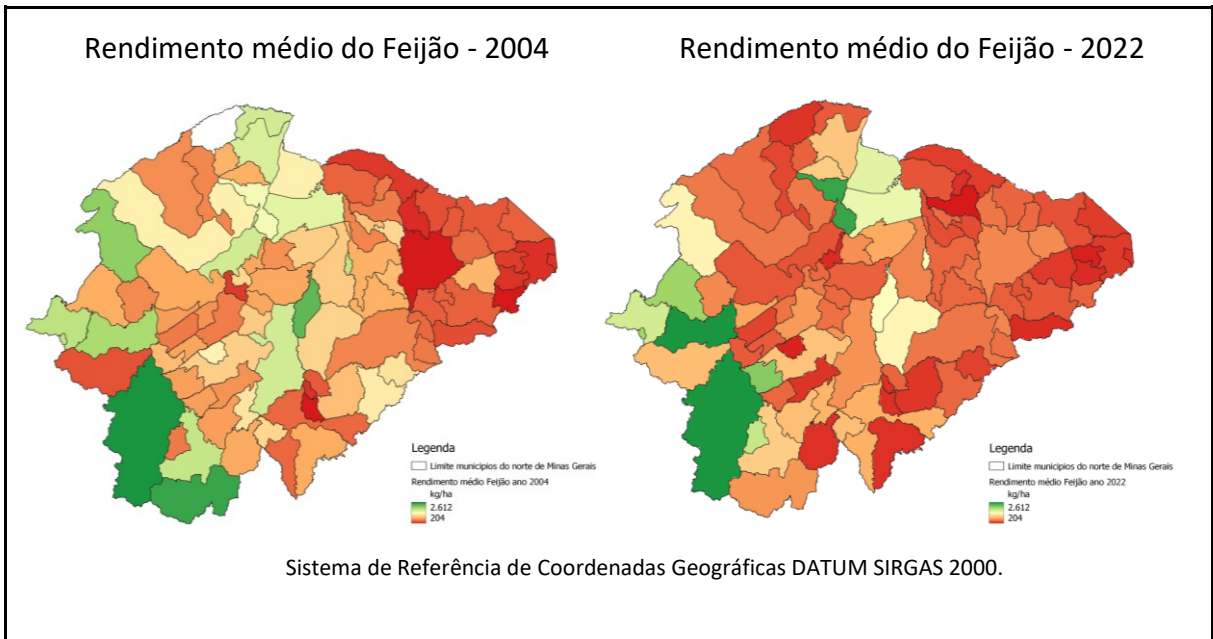 Rendimento médio do Feijão - 2004
Rendimento médio do Feijão - 2022
Legenda
Limite municipios do norte de Minas Gerais
Rendimento médio Feijão ano 2004
kg/ha
2.612
204
Legenda
Limite municipios do norte de Minas Gerais
Rendimento médio Feijão ano 2022
kg/ha
2.612
204
Sistema de Referência de Coordenadas Geográficas DATUM SIRGAS 2000.